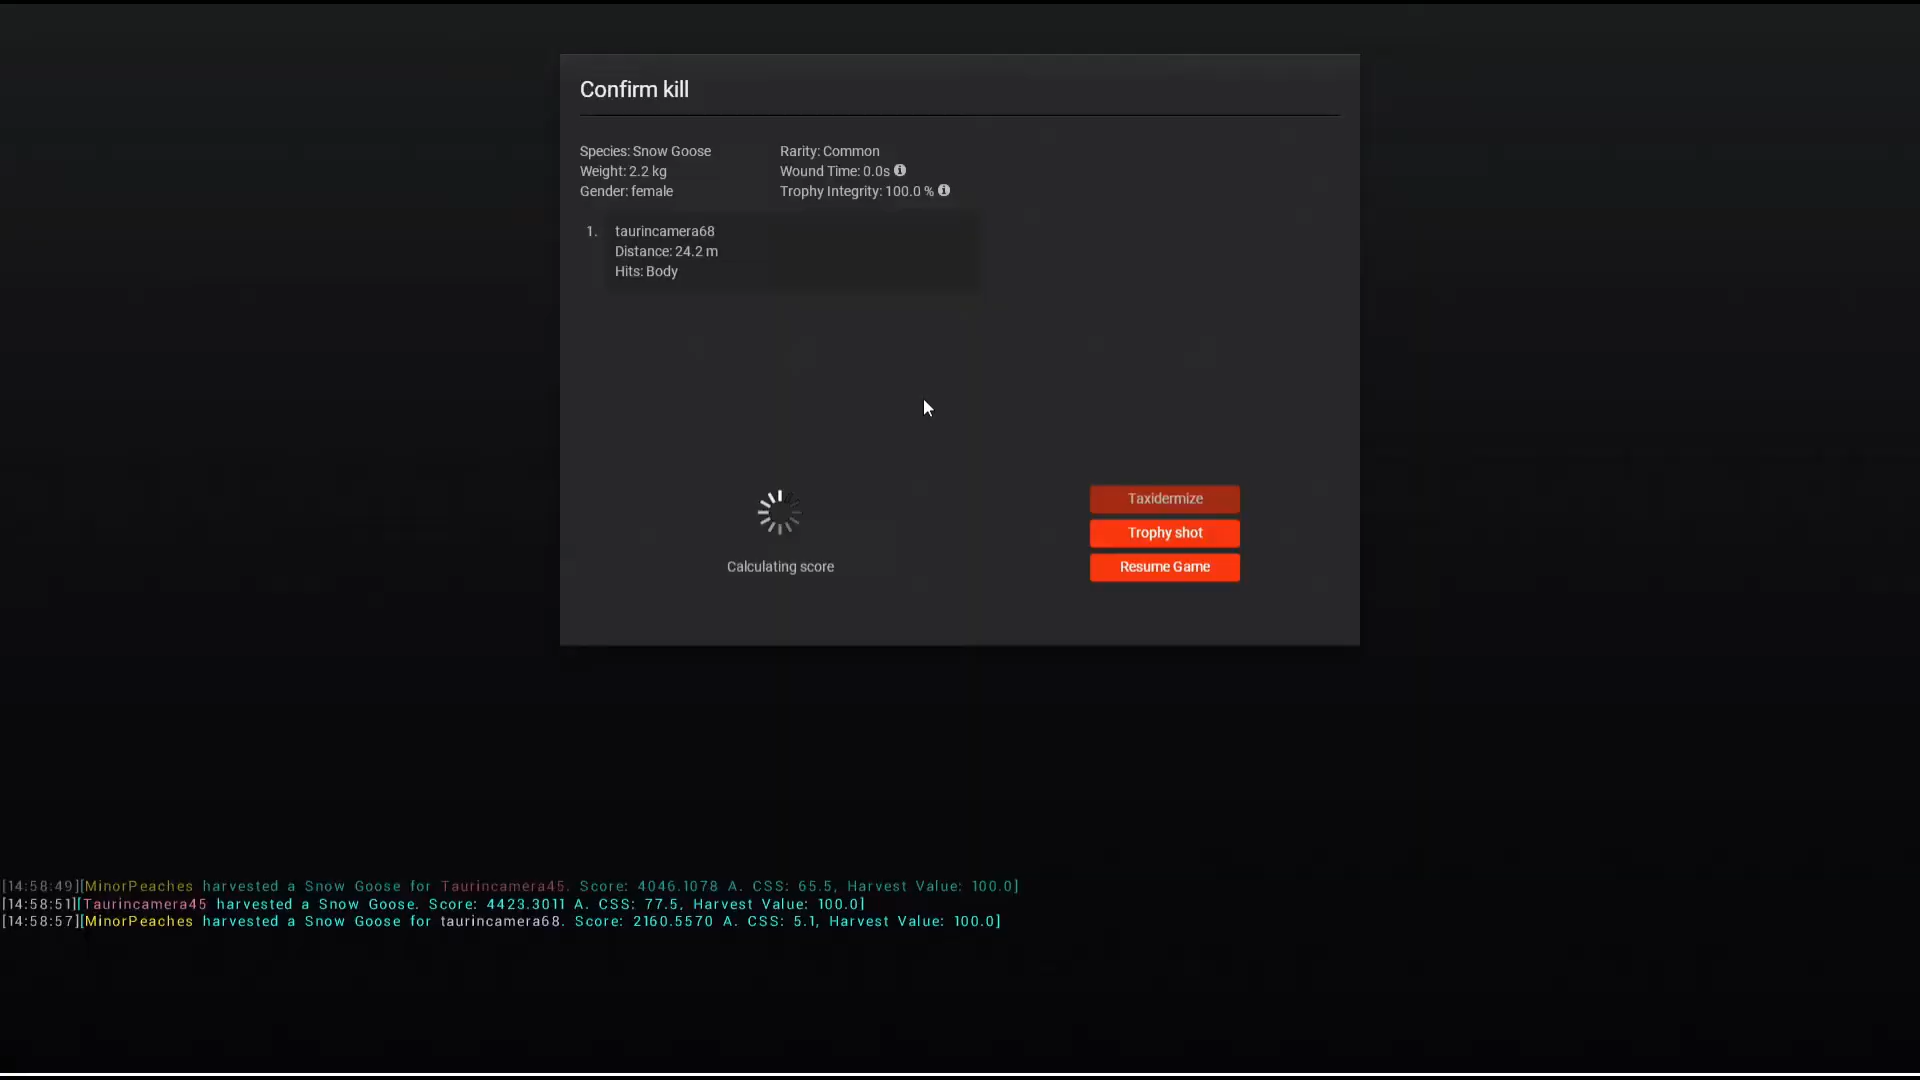 Confirm kill
Species: Snow Goose
Rarity: Common
Weight: 2.2 kg
Wound Time: 0.0s
Gender: female
Trophy Integrity: 100.0 %
1. taurincamera68
Distance: 24.2 m
Hits: Body
Taxidermize
Trophy shot
Calculating score
Resume Game
[14:58:49][MinorPeaches harvested a Snow Goose for Taurincamera45. Score: 4046.1078 A. CSS: 65.5, Harvest Value: 100.0]
[14:58:51][Taurincamera45 harvested a Snow Goose. Score: 4423.3011 A. CSS: 77.5, Harvest Value: 100.0]
[14:58:57][MinorPeaches harvested a Snow Goose for taurincamera68. Score: 2160.5570 A. CSS: 5.1, Harvest Value: 100.0]